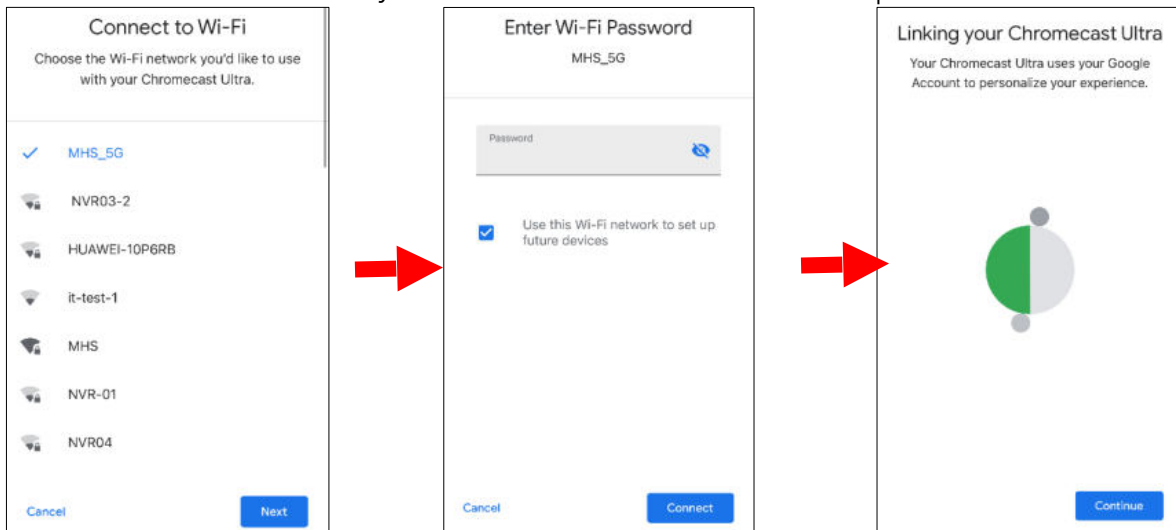 Connect to Wi-Fi
Choose the Wi-Fi network you'd like to use
with your Chromecast Ultra.
MHS_5G
NVR03-2
HUAWEI-10P6RB
it-test-1
MHS
NVR-01
NVR04
Cancel
Next
Enter Wi-Fi Password
MHS_5G
Password
Use this Wi-Fi network to set up
future devices
Cancel
Connect
Linking your Chromecast Ultra
Your Chromecast Ultra uses your Google
Account to personalize your experience.
Continue